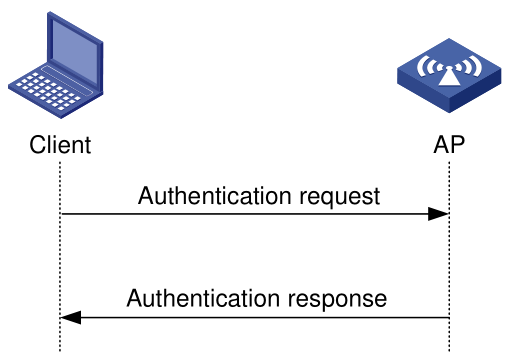 Client
AP
Authentication request
Authentication response